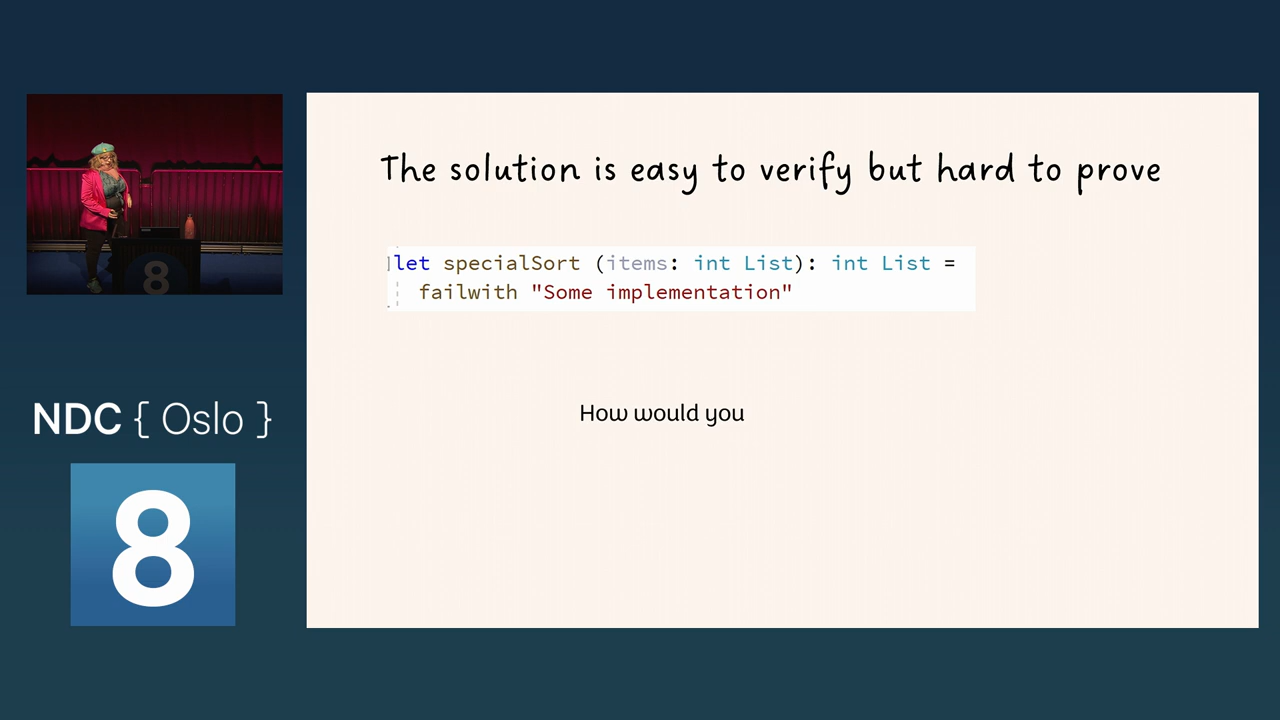 The solution is easy to verify but hard to prove
let specialSort (items: int List): int List =
failwith "Some implementation"
How would you
8
NDC { Oslo }
8